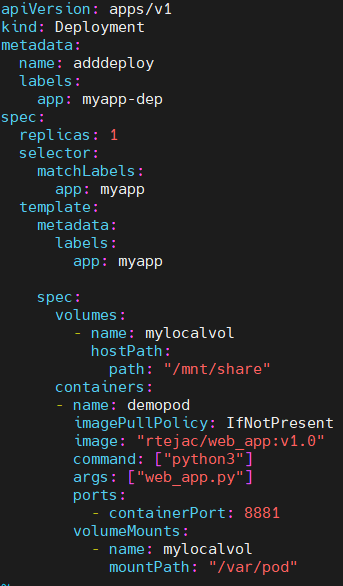 apiVersion: apps/v1
kind: Deployment
metadata:
  name: adddeploy
  labels:
    app: myapp-dep
spec:
  replicas: 1
  selector:
    matchLabels:
      app: myapp
  template:
    metadata:
      labels:
        app: myapp

    spec:
      volumes:
        - name: mylocalvol
          hostPath:
            path: "/mnt/share"
      containers:
      - name: demopod
        imagePullPolicy: IfNotPresent
        image: "rtejac/web_app:v1.0"
        command: ["python3"]
        args: ["web_app.py"]
        ports:
          - containerPort: 8881
        volumeMounts:
          - name: mylocalvol
            mountPath: "/var/pod"